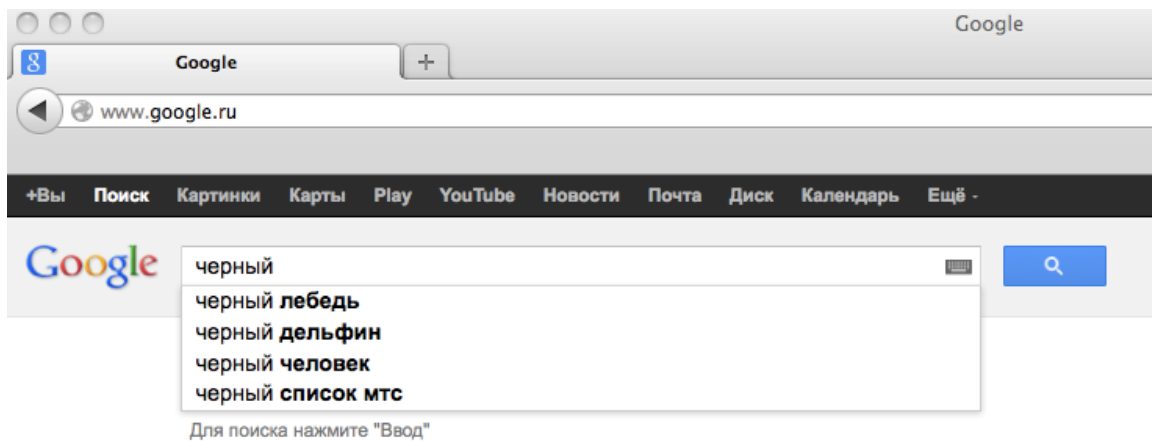 Google
g Google +
www.google.ru
+Вы Поиск Картинки Карты Play YouTube Новости Почта Диск Календарь Ещё -
Google черный
черный лебедь
черный дельфин
черный человек
черный список мтс
Для поиска нажмите "Ввод"